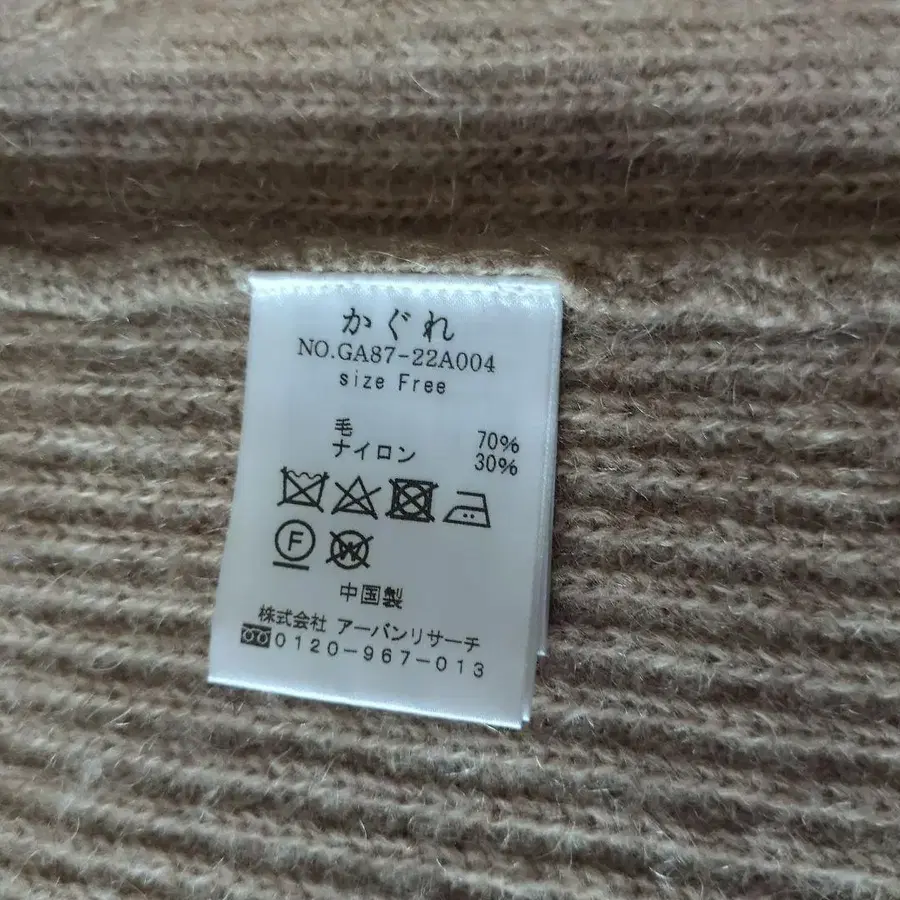 かぐれ
NO.GA87-22A004
size Free
毛 70%
ナイロン 30%
F W
中国製
株式会社 アーバンリサーチ
0120-967-013